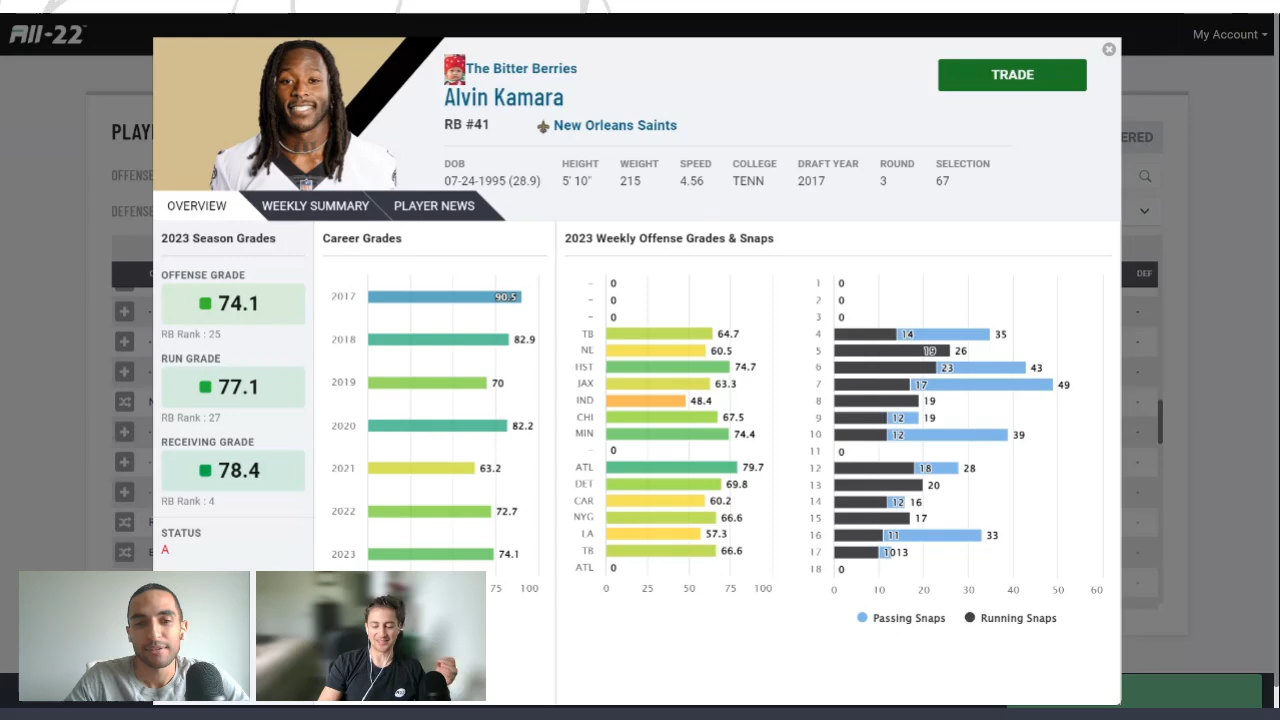 All-22
My Account
PLAY
ERED
OFFENSE
DEFENSE
DEF
The Bitter Berries
Alvin Kamara
RB #41
New Orleans Saints
TRADE
DOB HEIGHT WEIGHT SPEED COLLEGE DRAFT YEAR ROUND SELECTION
07-24-1995 (28.9) 5' 10" 215 4.56 TENN 2017 3 67
OVERVIEW WEEKLY SUMMARY PLAYER NEWS
2023 Season Grades
OFFENSE GRADE
74.1
RB Rank : 25
RUN GRADE
77.1
RB Rank : 27
RECEIVING GRADE
78.4
RB Rank : 4
STATUS
A
Career Grades
2017 90.5
2018 82.9
2019 70
2020 82.2
2021 63.2
2022 72.7
2023 74.1
75 100
2023 Weekly Offense Grades & Snaps
- 0
- 0
- 0
TB 64.7
NE 60.5
HST 74.7
JAX 63.3
IND 48.4
CHI 67.5
MIN 74.4
- 0
ATL 79.7
DET 69.8
CAR 60.2
NYG 66.6
LA 57.3
TB 66.6
ATL 0
0 25 50 75 100
1 0
2 0
3 0
4 14 35
5 19 26
6 23 43
7 17 49
8 19
9 12 19
10 12 39
11 0
12 18 28
13 20
14 12 16
15 17
16 11 33
17 10 13
18 0
0 10 20 30 40 50 60
Passing Snaps Running Snaps